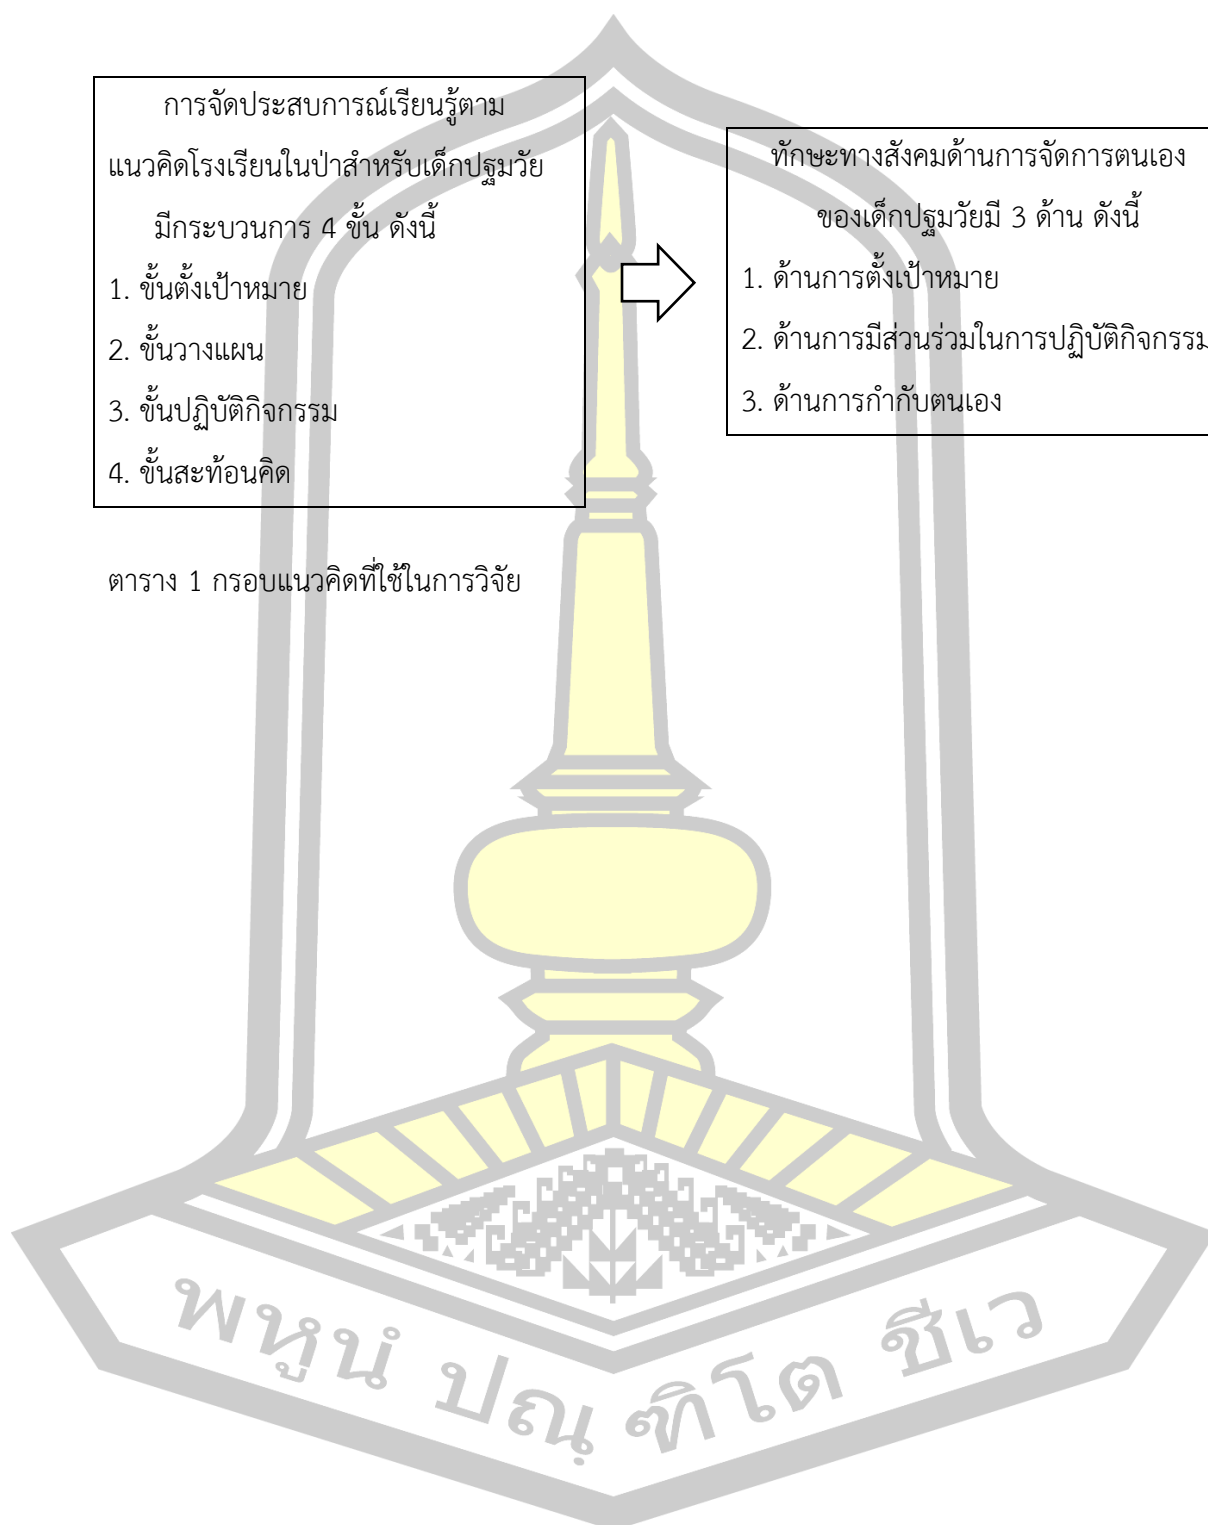 การจัดประสบการณ์เรียนรู้ตาม
แนวคิดโรงเรียนในป่าสำหรับเด็กปฐมวัย
มีกระบวนการ 4 ขั้น ดังนี้
1. ขั้นตั้งเป้าหมาย
2. ขั้นวางแผน
3. ขั้นปฏิบัติกิจกรรม
4. ขั้นสะท้อนคิด
ทักษะทางสังคมด้านการจัดการตนเอง
ของเด็กปฐมวัยมี 3 ด้าน ดังนี้
1. ด้านการตั้งเป้าหมาย
2. ด้านการมีส่วนร่วมในการปฏิบัติกิจกรรม
3. ด้านการกำกับตนเอง
ตาราง 1 กรอบแนวคิดที่ใช้ในการวิจัย
พหูนํ ปณฺฑิโต ชีเว